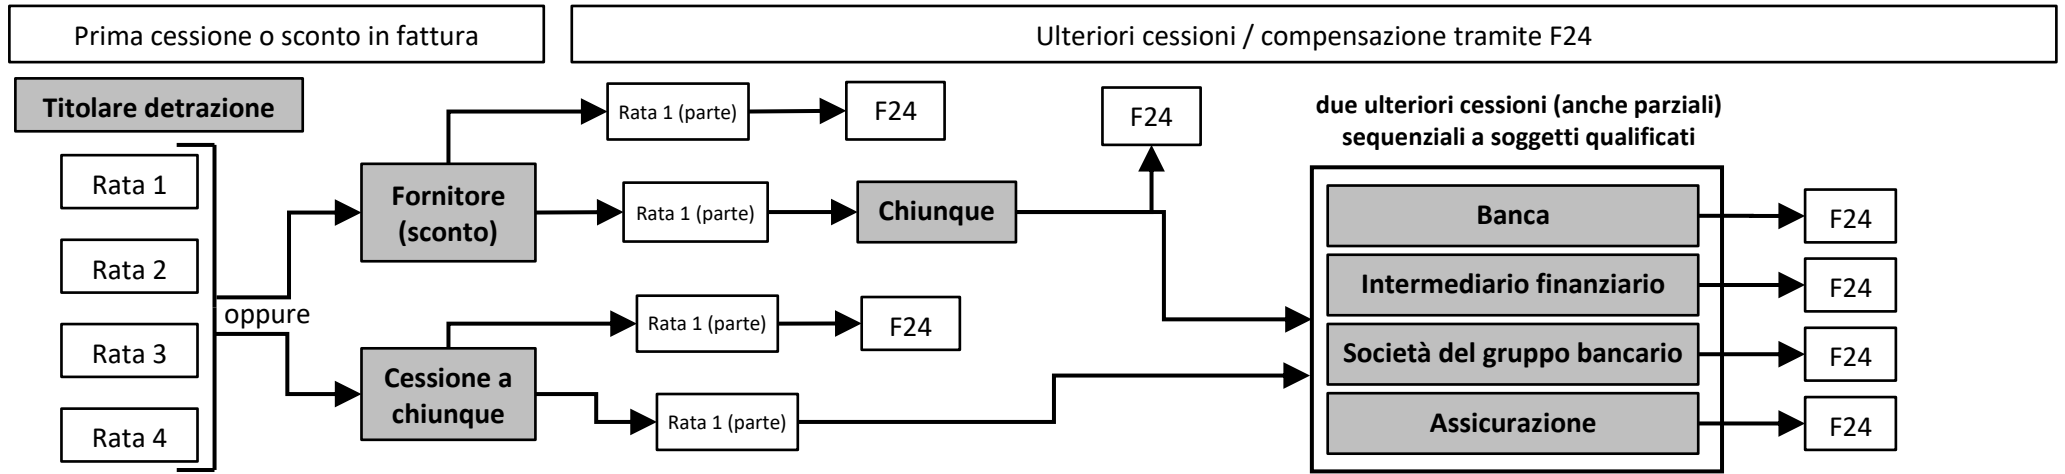 Prima cessione o sconto in fattura
Ulteriori cessioni / compensazione tramite F24
Titolare detrazione
Rata 1
Rata 2
Rata 3
Rata 4
oppure
Fornitore
(sconto)
Rata 1 (parte)
F24
Rata 1 (parte)
Chiunque
F24
Cessione a
chiunque
Rata 1 (parte)
F24
Rata 1 (parte)
due ulteriori cessioni (anche parziali)
sequenziali a soggetti qualificati
Banca
F24
Intermediario finanziario
F24
Società del gruppo bancario
F24
Assicurazione
F24